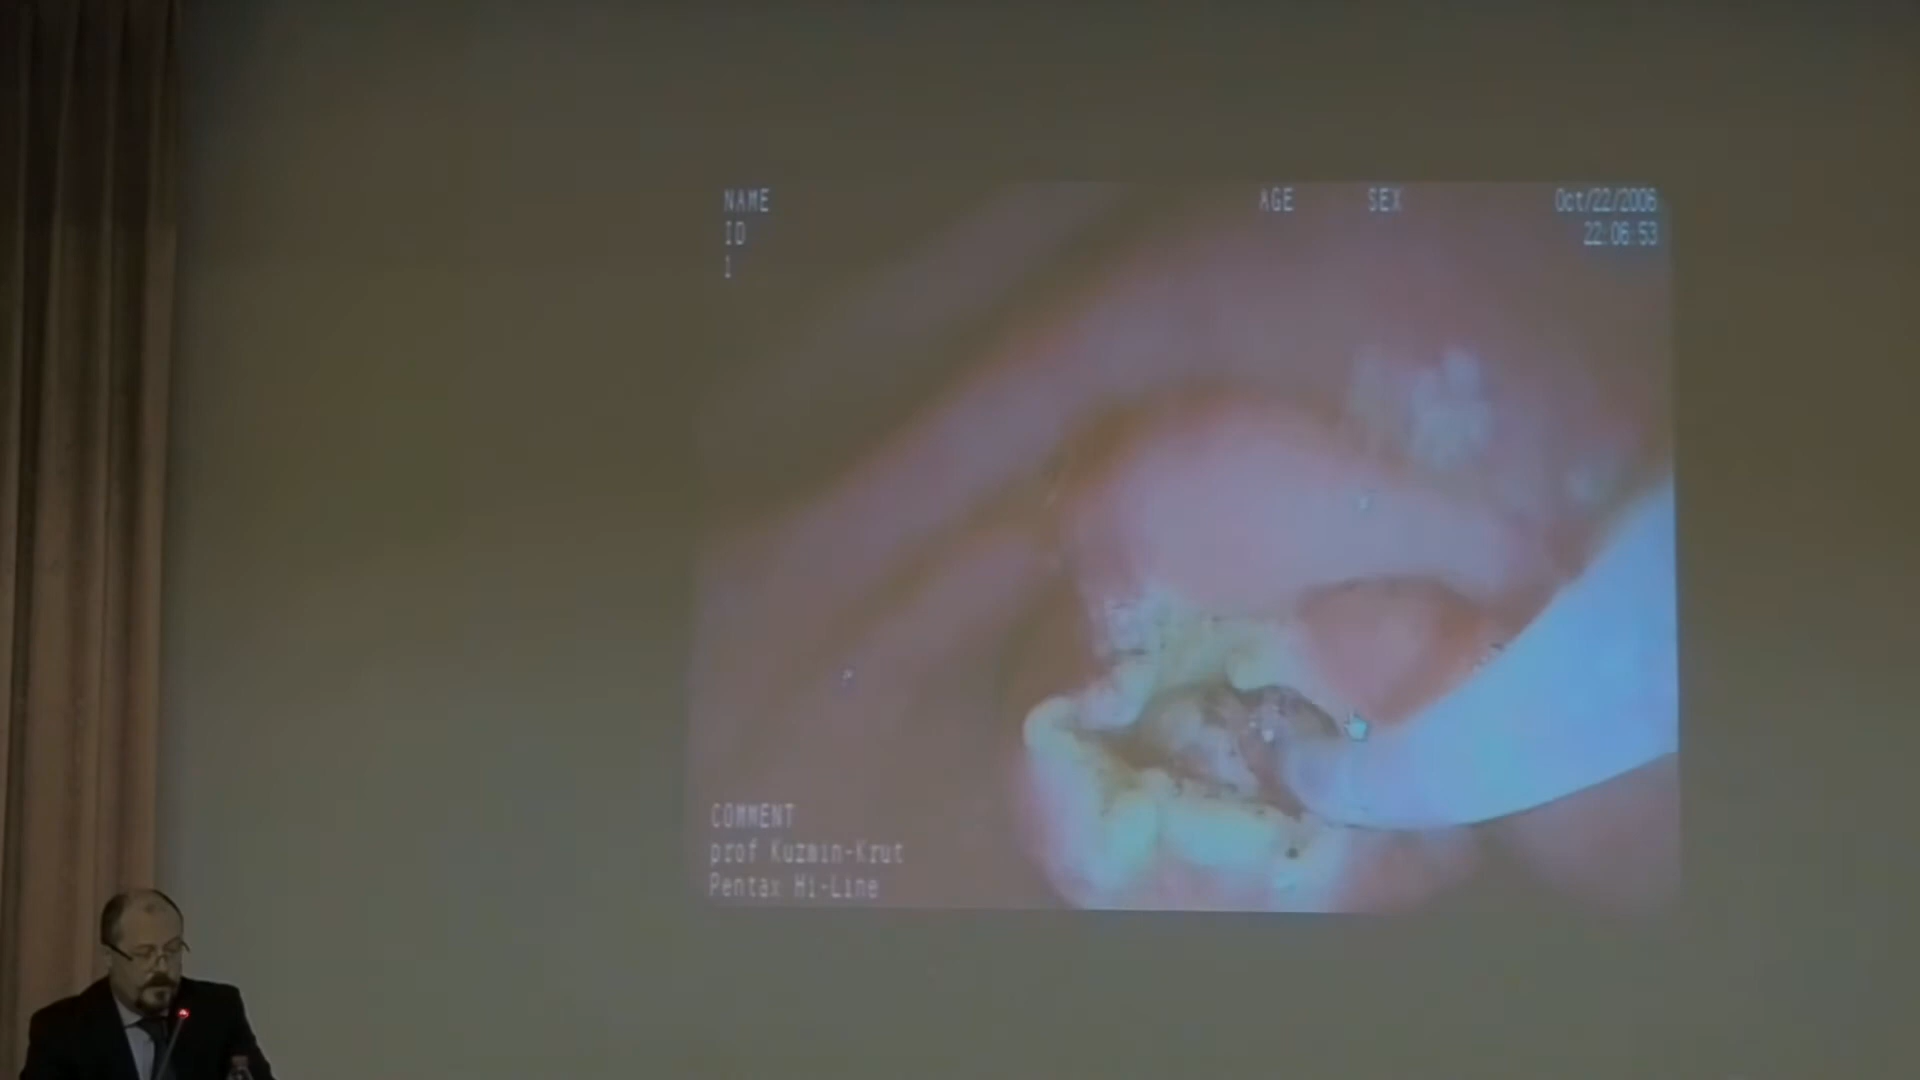 NAME
AGE
SEX
Oct/22/2006
ID
22:06:53
1
COMMENT
prof Kuzmin-Krut
Pentax Hi-Line